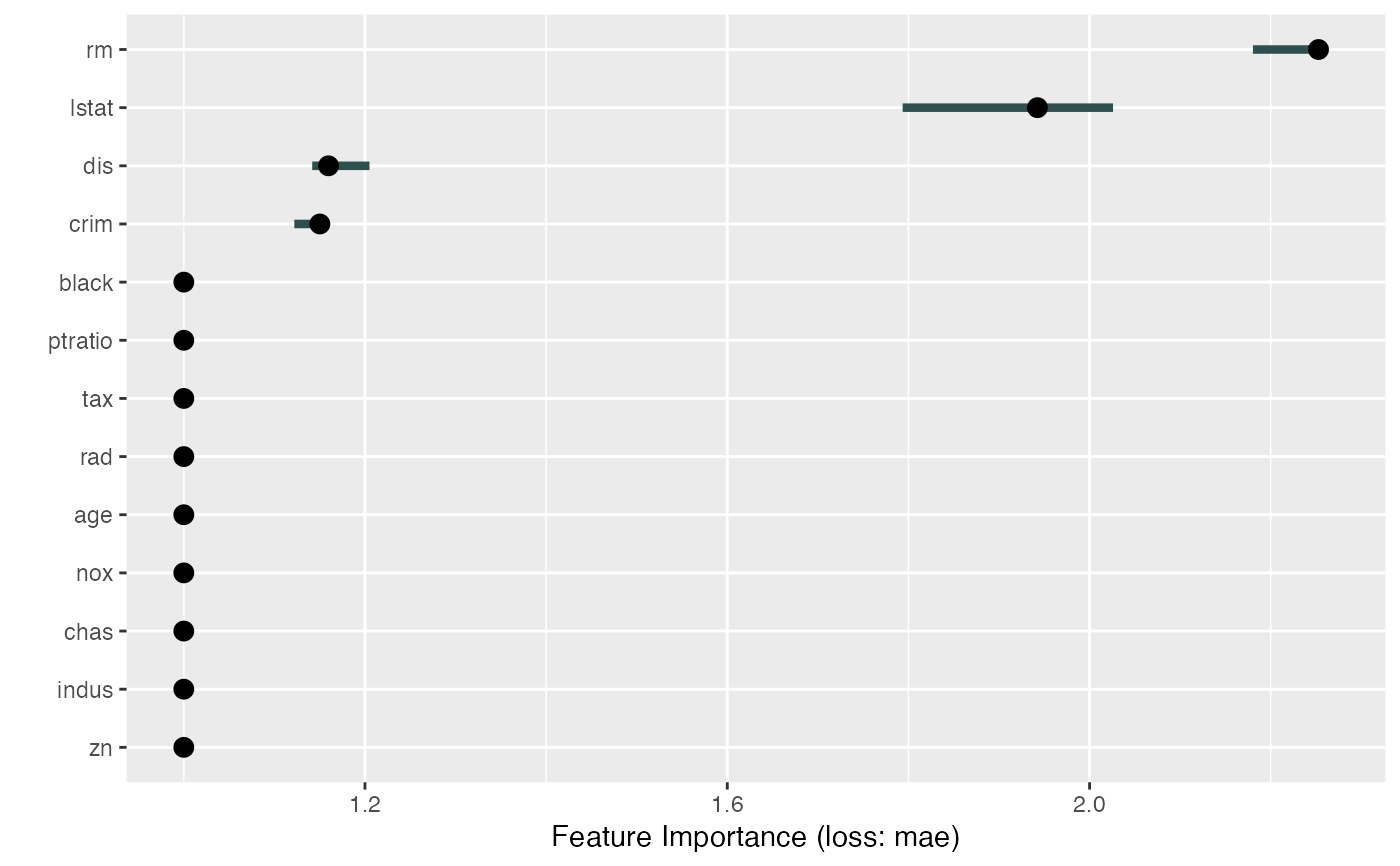 rm
lstat
dis
crim
black
ptratio
tax
rad
age
nox
chas
indus
zn
1.2 1.6 2.0
Feature Importance (loss: mae)